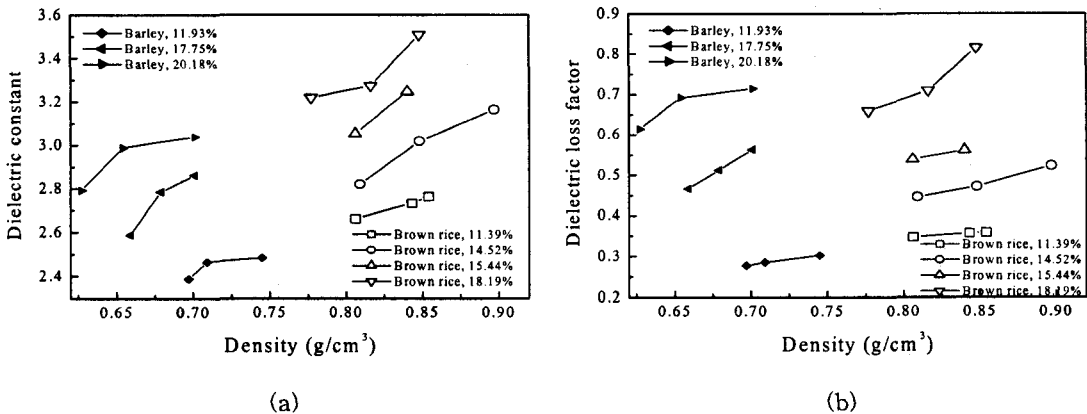 3.6
3.4
3.2
3.0
2.8
2.6
2.4
Dielectric constant
Barley, 11.93%
Barley, 17.75%
Barley, 20.18%
Brown rice, 11.39%
Brown rice, 14.52%
Brown rice, 15.44%
Brown rice, 18.19%
0.65 0.70 0.75 0.80 0.85 0.90
Density (g/cm³)
(a)
0.9
0.8
0.7
0.6
0.5
0.4
0.3
0.2
Dielectric loss factor
Barley, 11.93%
Barley, 17.75%
Barley, 20.18%
Brown rice, 11.39%
Brown rice, 14.52%
Brown rice, 15.44%
Brown rice, 18.19%
0.65 0.70 0.75 0.80 0.85 0.90
Density (g/cm³)
(b)